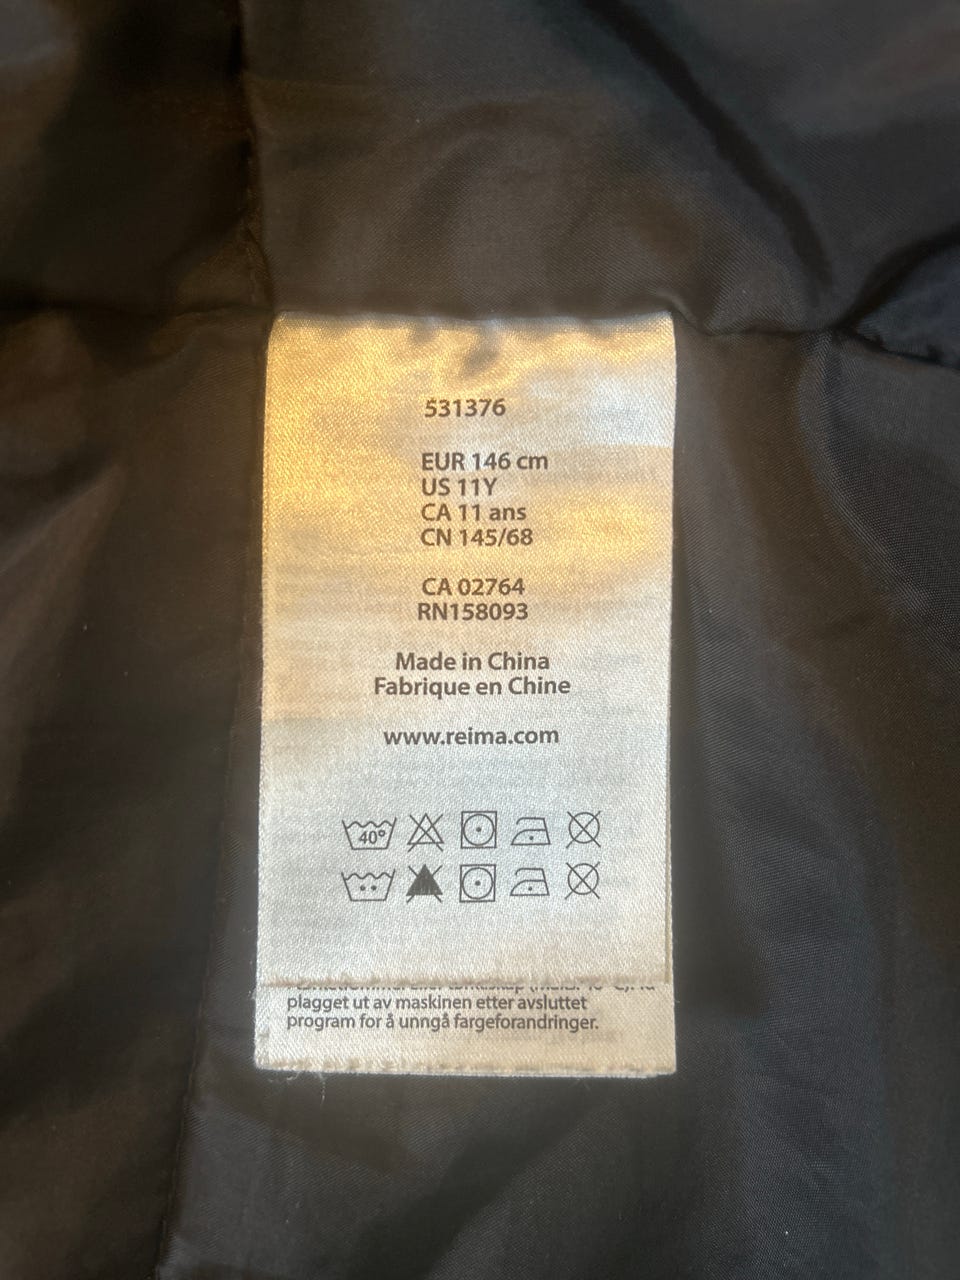 531376
EUR 146 cm
US 11Y
CA 11 ans
CN 145/68
CA 02764
RN158093
Made in China
Fabrique en Chine
www.reima.com
40°
plagget ut av maskinen etter avsluttet
program for å unngå fargeforandringer.